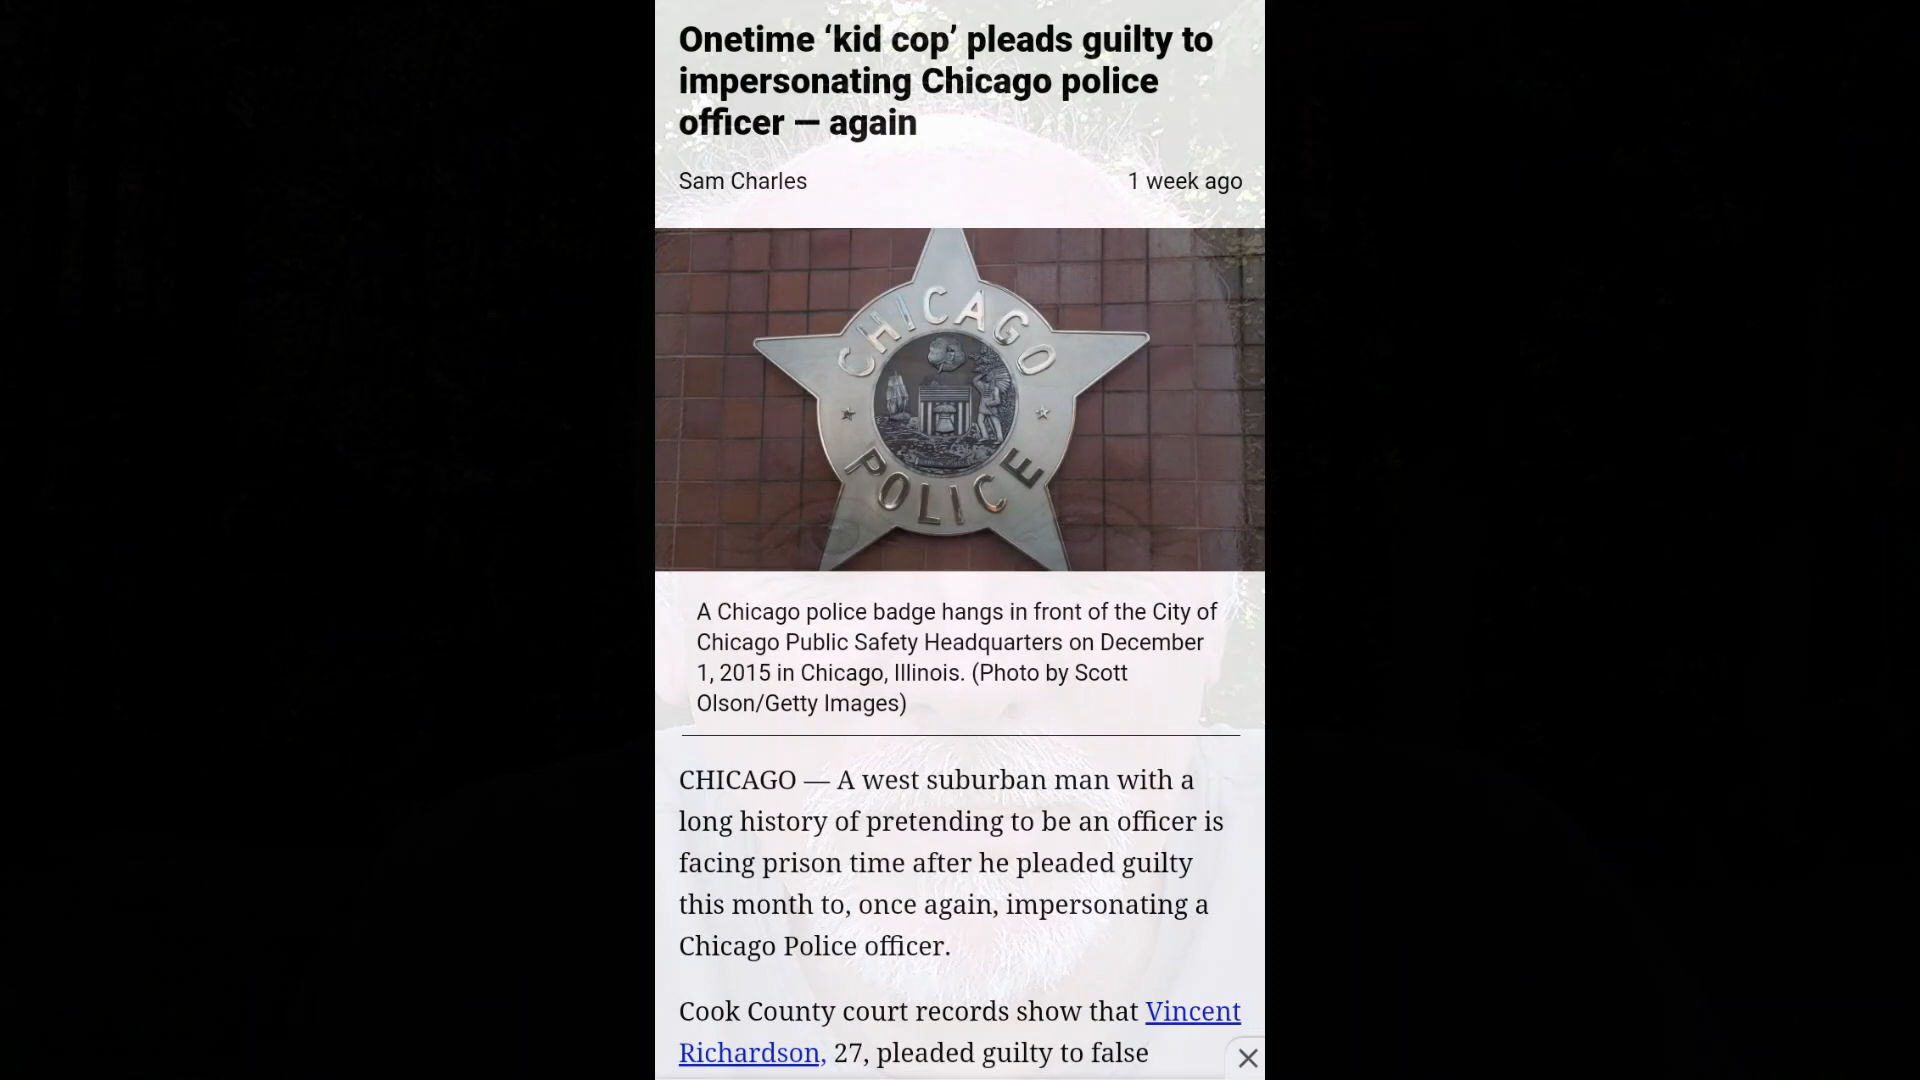 Onetime ‘kid cop’ pleads guilty to
impersonating Chicago police
officer — again
Sam Charles 1 week ago
CHICAGO
POLICE
A Chicago police badge hangs in front of the City of
Chicago Public Safety Headquarters on December
1, 2015 in Chicago, Illinois. (Photo by Scott
Olson/Getty Images)
CHICAGO — A west suburban man with a
long history of pretending to be an officer is
facing prison time after he pleaded guilty
this month to, once again, impersonating a
Chicago Police officer.
Cook County court records show that Vincent
Richardson, 27, pleaded guilty to false